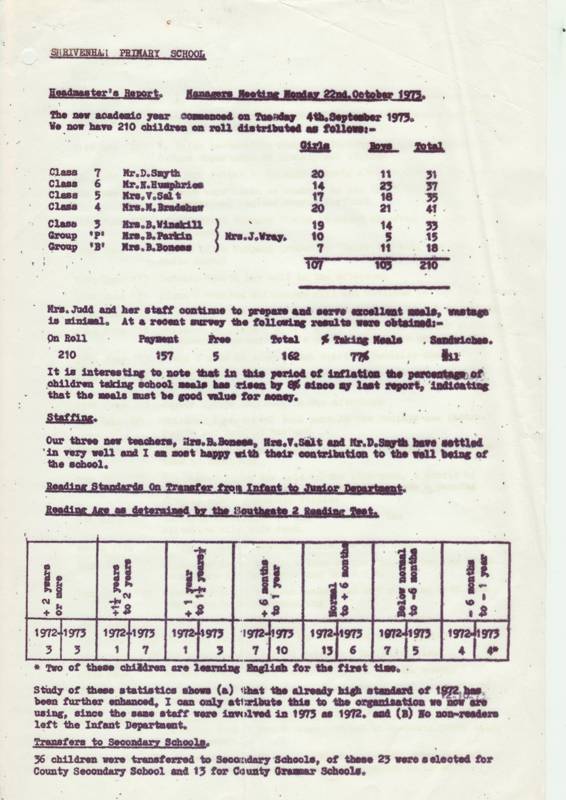 SHRIVENHAM PRIMARY SCHOOL
Headmaster's Report. Managers Meeting Monday 22nd.October 1973.
The new academic year commenced on Tuesday 4th.September 1973.
We now have 210 children on roll distributed as follows:-
Girls Boys Total
Class 7 Mr.D.Smyth 20 11 31
Class 6 Mr.N.Humphries 14 23 37
Class 5 Mrs.V.Salt 17 18 35
Class 4 Mrs.M.Bradshaw 20 21 41
Class 3 Mrs.B.Winskill ) 19 14 33
Group 'P' Mrs.B.Parkin ) Mrs.J.Wray. 10 5 15
Group 'B' Mrs.B.Boness ) 7 11 18
107 103 210
Mrs.Judd and her staff continue to prepare and serve excellent meals, wastage
is minimal. At a recent survey the following results were obtained:-
On Roll Payment Free Total % Taking Meals Sandwiches.
210 157 5 162 77% Nil
It is interesting to note that in this period of inflation the percentage of
children taking school meals has risen by 8% since my last report, indicating
that the meals must be good value for money.
Staffing.
Our three new teachers, Mrs.B.Boness, Mrs.V.Salt and Mr.D.Smyth have settled
in very well and I am most happy with their contribution to the well being of
the school.
Reading Standards On Transfer from Infant to Junior Department.
Reading Age as determined by the Southgate 2 Reading Test.
+ 2 years or more
+1½ years to 2 years
+ 1 year to 1½ years½
+ 6 months to 1 year
Normal to + 6 months
Below normal to -6 months
- 6 months to - 1 year
1972 1973 1972 1973 1972 1973 1972 1973 1972 1973 1972 1973 1972 1973
3 3 1 7 1 3 7 10 13 6 7 5 4 4*
* Two of these children are learning English for the first time.
Study of these statistics shows (a) that the already high standard of 1972 has
been further enhanced, I can only attribute this to the organization we now are
using, since the same staff were involved in 1973 as 1972. and (B) No non-readers
left the Infant Department.
Transfers to Secondary Schools.
36 children were transferred to Secondary Schools, of these 23 were selected for
County Secondary School and 13 for County Grammar Schools.